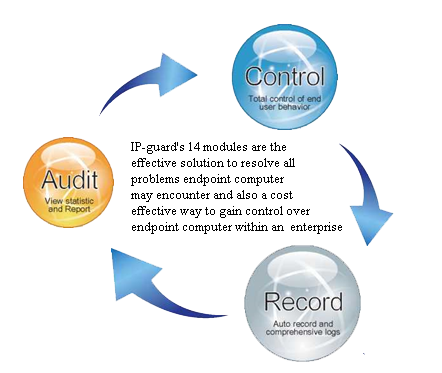 Control
Total control of end
user behavior
IP-guard's 14 modules are the
effective solution to resolve all
problems endpoint computer
may encounter and also a cost
effective way to gain control over
endpoint computer within an enterprise
Audit
View statistic
and Report
Record
Auto record and
comprehensive logs